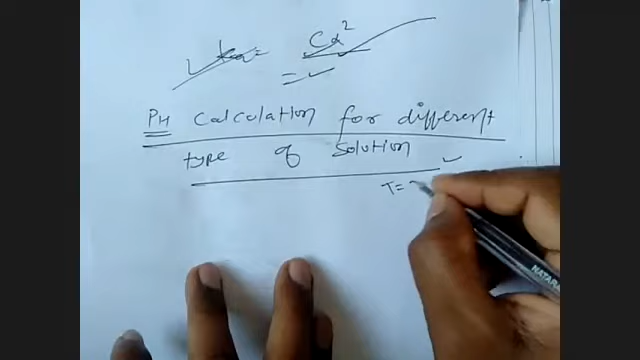 Cα²
PH Calculation for different
type of Solution
T=
NATARAJ